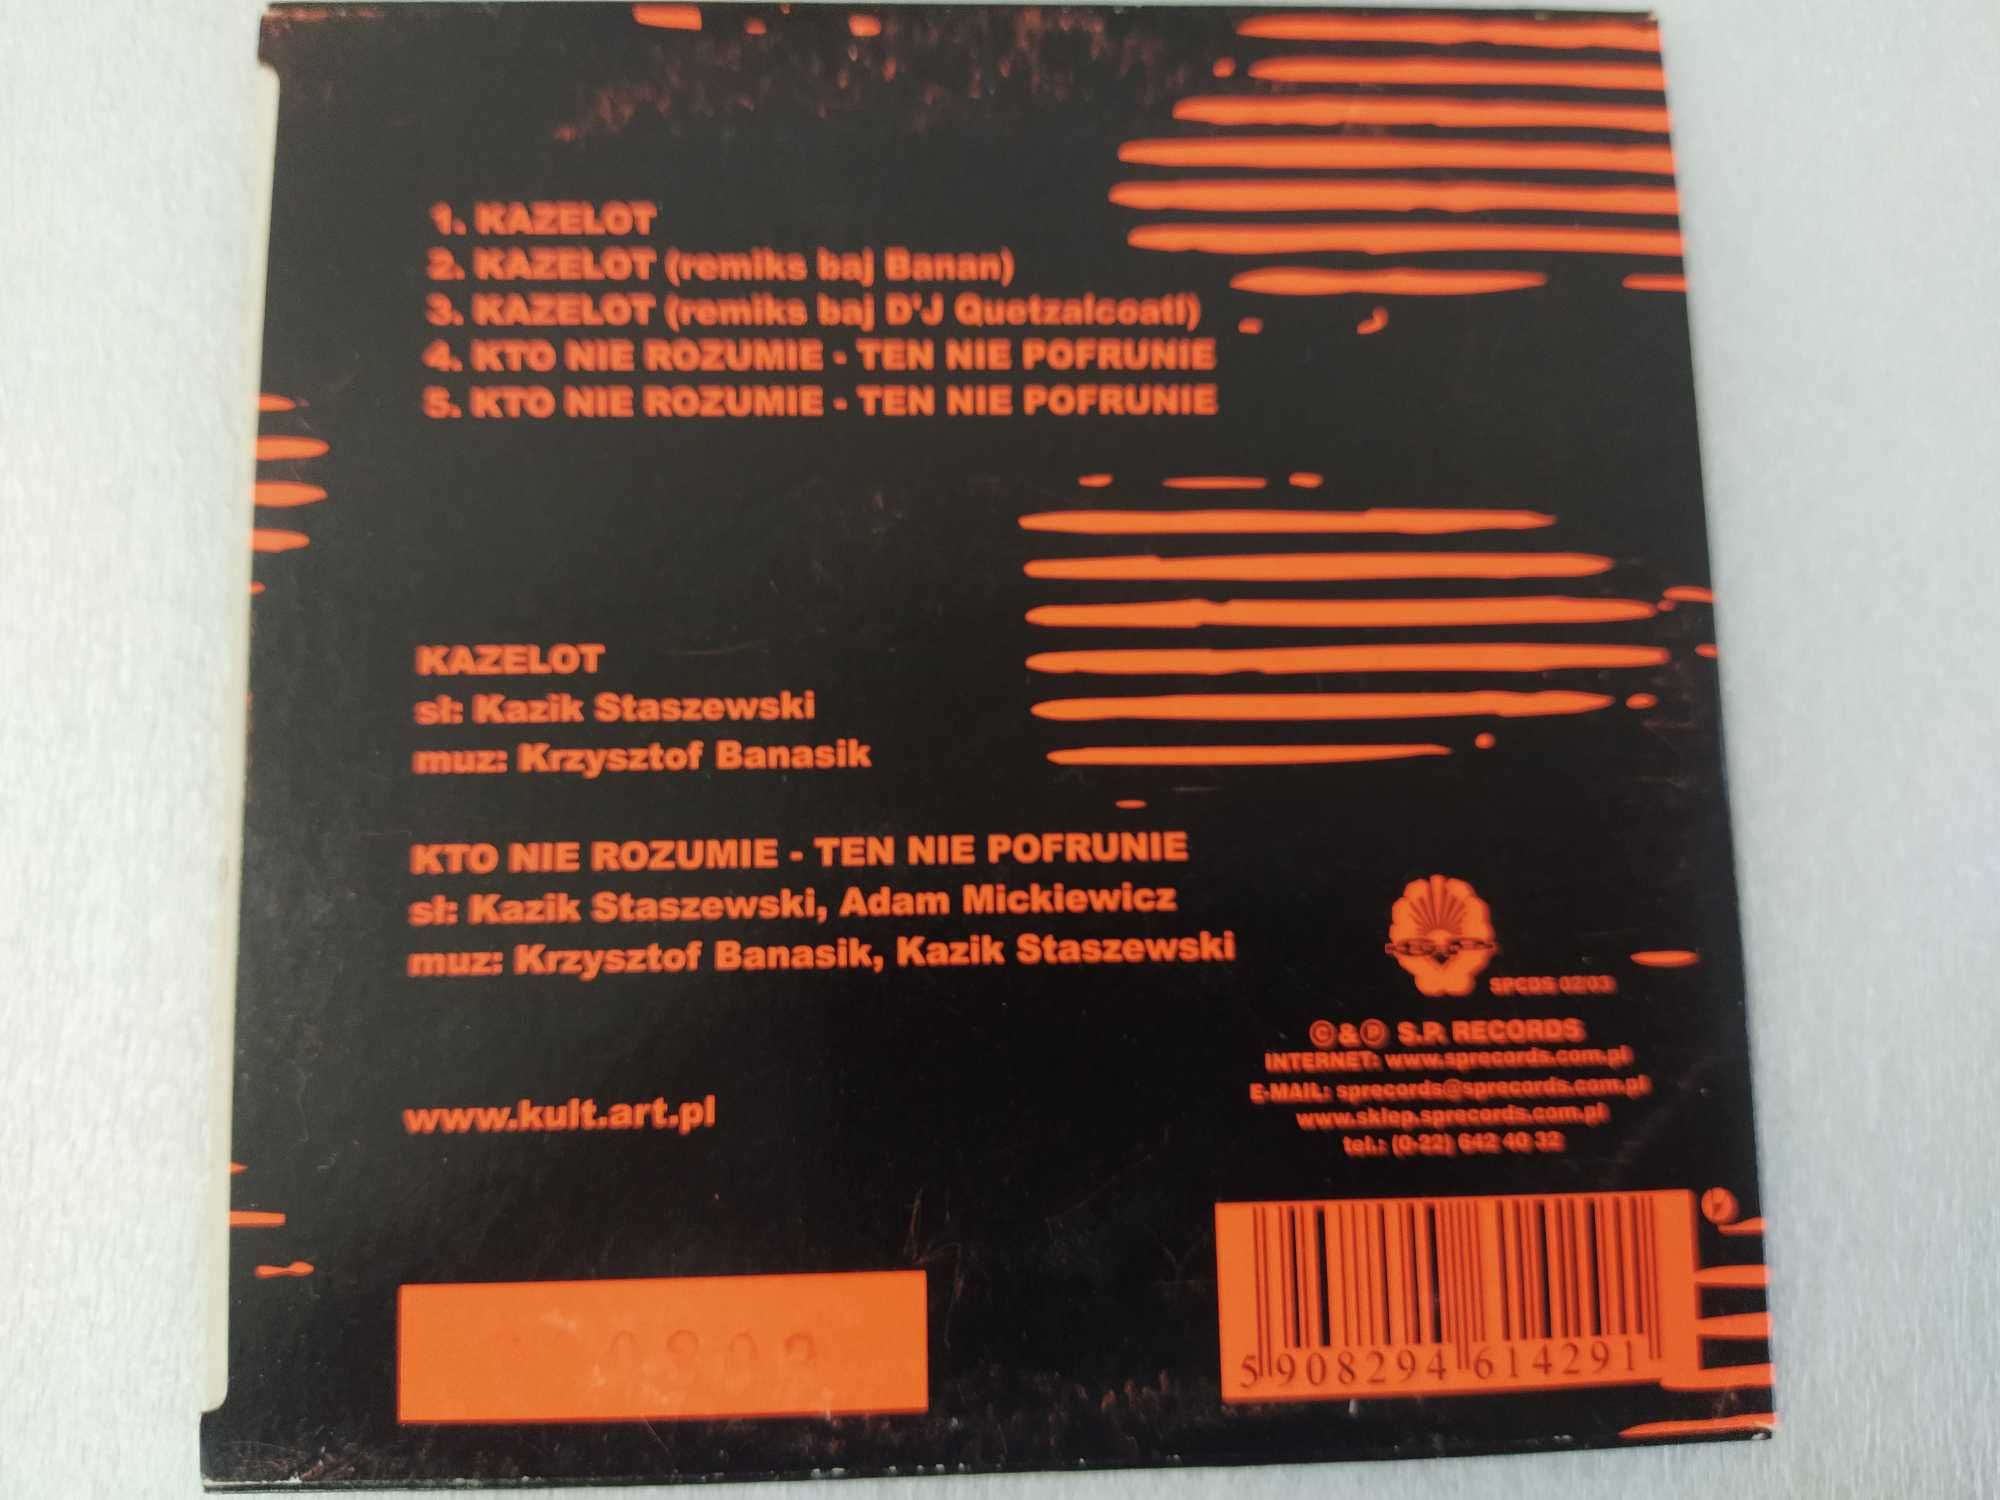 1. KAZELOT
2. KAZELOT (remiks baj Banan)
3. KAZELOT (remiks baj D'J Quetzalcoatl)
4. KTO NIE ROZUMIE - TEN NIE POFRUNIE
5. KTO NIE ROZUMIE - TEN NIE POFRUNIE
KAZELOT
sł: Kazik Staszewski
muz: Krzysztof Banasik
KTO NIE ROZUMIE - TEN NIE POFRUNIE
sł: Kazik Staszewski, Adam Mickiewicz
muz: Krzysztof Banasik, Kazik Staszewski
www.kult.art.pl
SPCDS 02/03
©&℗ S.P. RECORDS
INTERNET: www.sprecords.com.pl
E-MAIL: sprecords@sprecords.com.pl
www.sklep.sprecords.com.pl
tel.: (0-22) 642 40 32
5 908294 614291